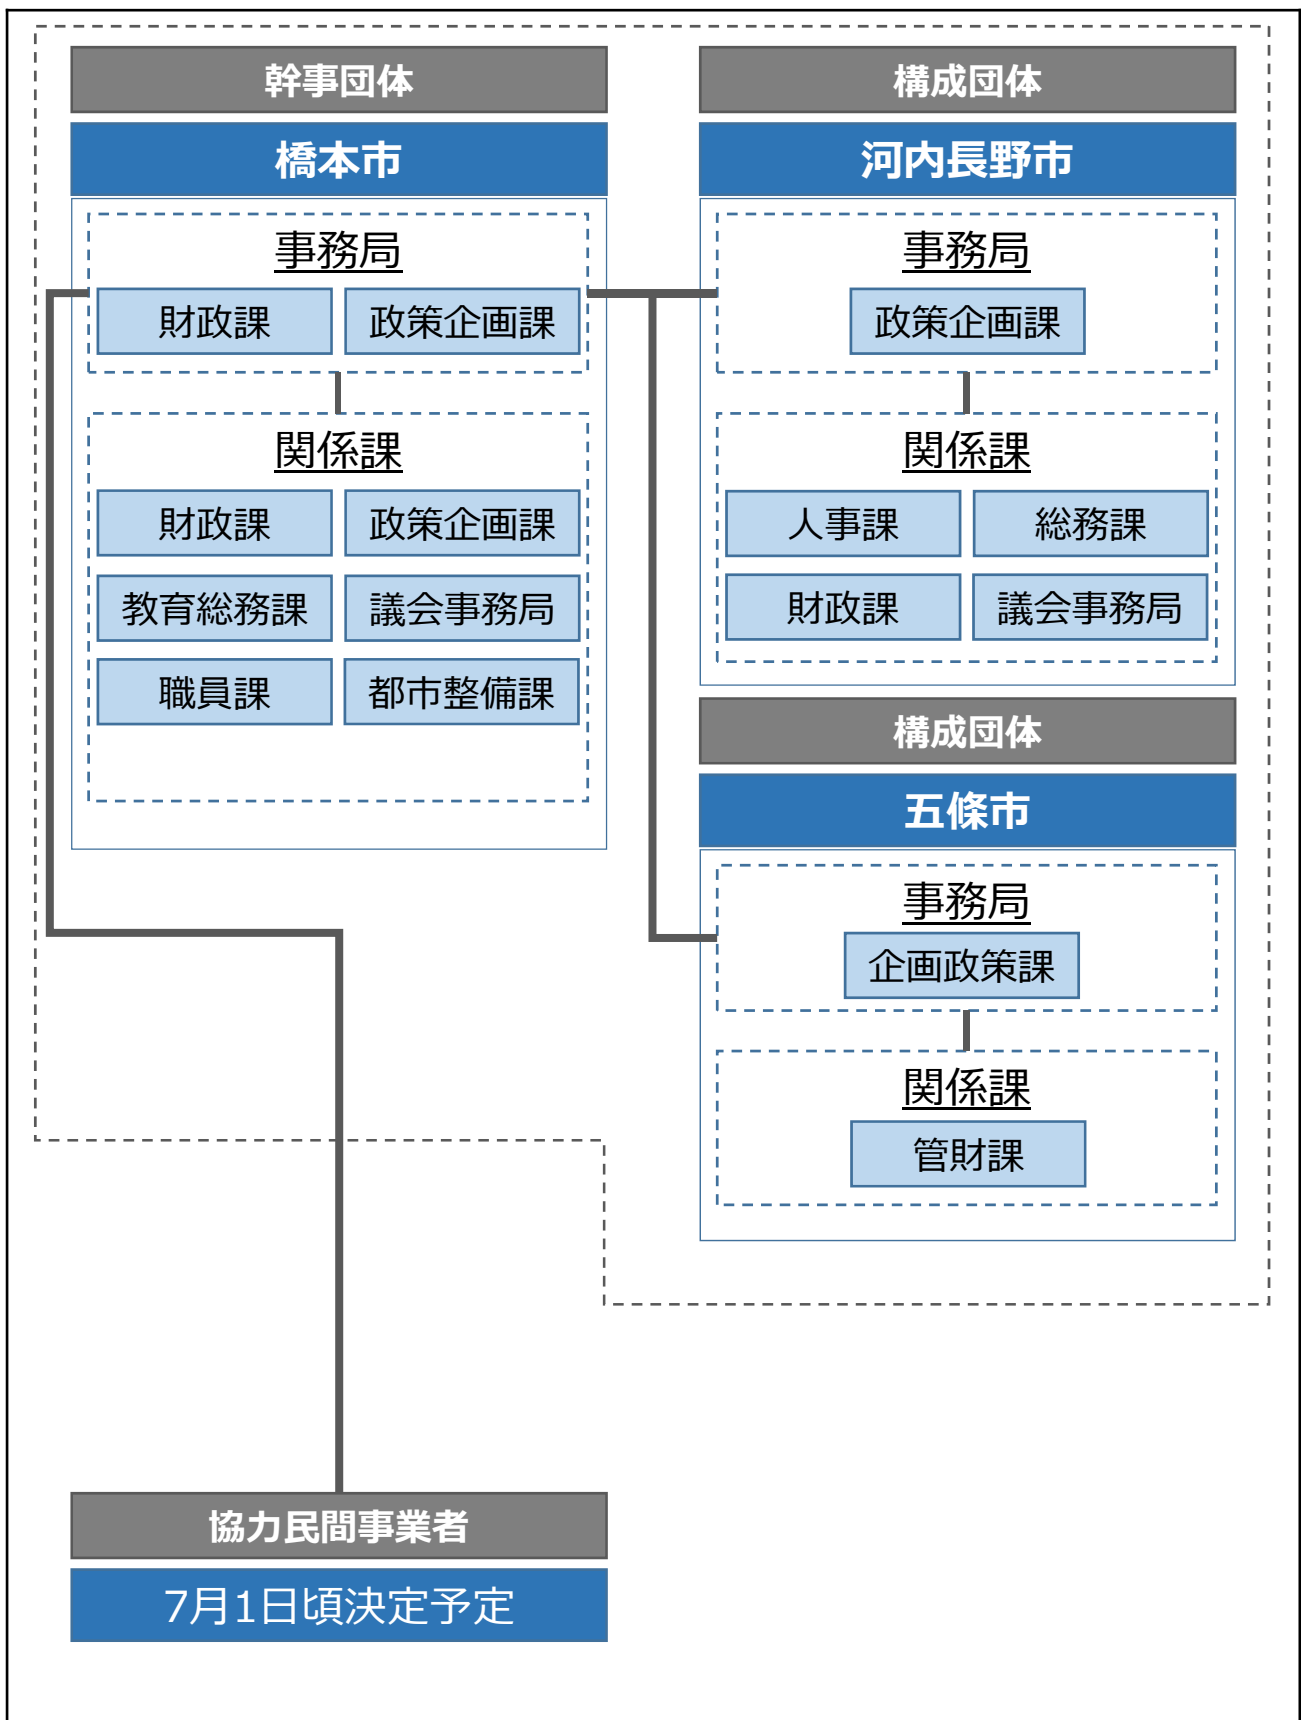 幹事団体
橋本市
事務局
財政課
政策企画課
関係課
財政課
政策企画課
教育総務課
議会事務局
職員課
都市整備課
構成団体
河内長野市
事務局
政策企画課
関係課
人事課
総務課
財政課
議会事務局
構成団体
五條市
事務局
企画政策課
関係課
管財課
協力民間事業者
7月1日頃決定予定